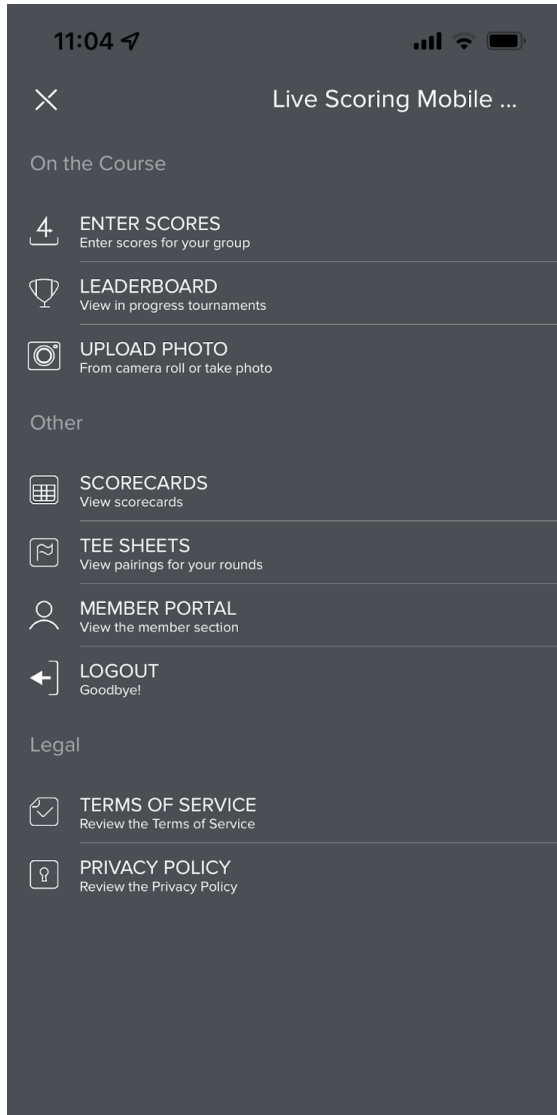 11:04
Live Scoring Mobile ...
On the Course
4
ENTER SCORES
Enter scores for your group
LEADERBOARD
View in progress tournaments
UPLOAD PHOTO
From camera roll or take photo
Other
SCORECARDS
View scorecards
TEE SHEETS
View pairings for your rounds
MEMBER PORTAL
View the member section
LOGOUT
Goodbye!
Legal
TERMS OF SERVICE
Review the Terms of Service
PRIVACY POLICY
Review the Privacy Policy